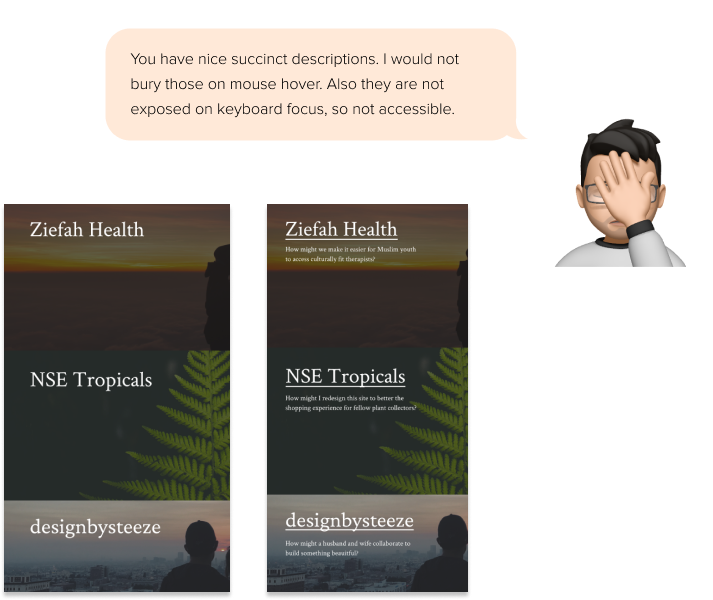 You have nice succinct descriptions. I would not
bury those on mouse hover. Also they are not
exposed on keyboard focus, so not accessible.
Ziefah Health
NSE Tropicals
designbysteeze
Ziefah Health
How might we make it easier for Muslim youth
to access culturally fit therapists?
NSE Tropicals
How might I redesign this site to better the
shopping experience for fellow plant collectors?
designbysteeze
How might a husband and wife collaborate to
build something beautiful?